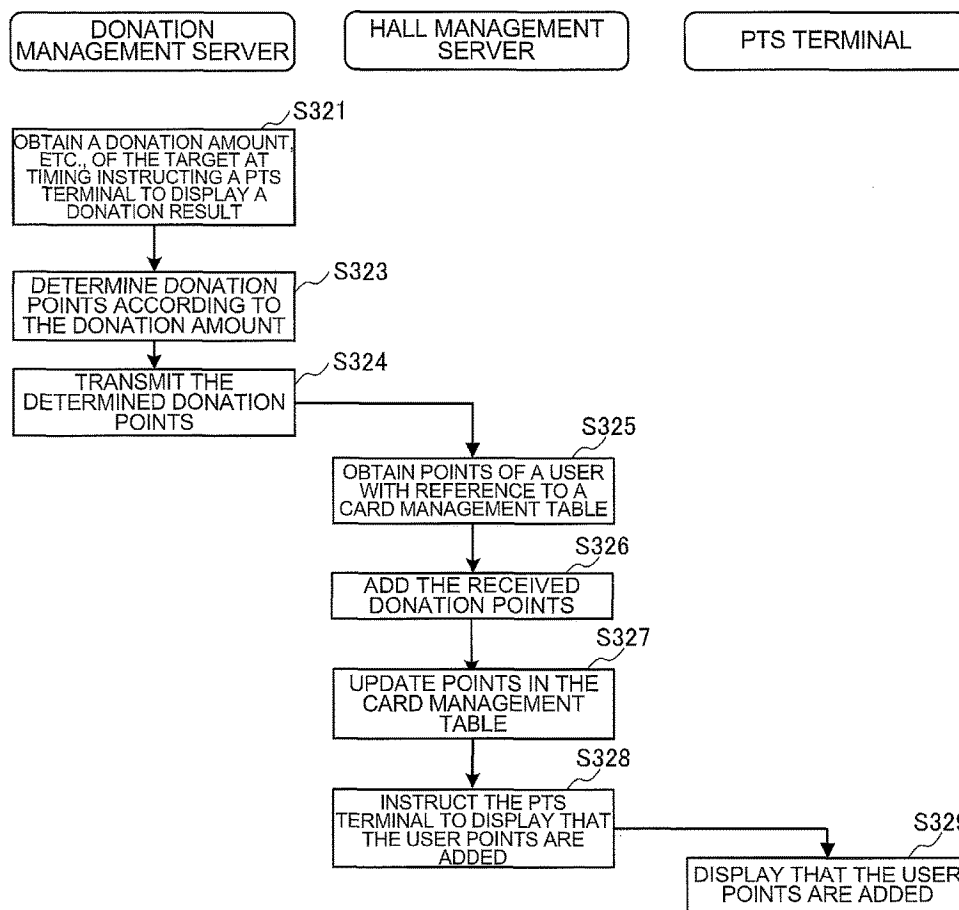 DONATION
MANAGEMENT SERVER
HALL MANAGEMENT
SERVER
PTS TERMINAL
S321
OBTAIN A DONATION AMOUNT,
ETC., OF THE TARGET AT
TIMING INSTRUCTING A PTS
TERMINAL TO DISPLAY A
DONATION RESULT
S323
DETERMINE DONATION
POINTS ACCORDING TO
THE DONATION AMOUNT
S324
TRANSMIT THE
DETERMINED DONATION
POINTS
S325
OBTAIN POINTS OF A USER
WITH REFERENCE TO A
CARD MANAGEMENT TABLE
S326
ADD THE RECEIVED
DONATION POINTS
S327
UPDATE POINTS IN THE
CARD MANAGEMENT
TABLE
S328
INSTRUCT THE PTS
TERMINAL TO DISPLAY THAT
THE USER POINTS ARE
ADDED
S329
DISPLAY THAT THE USER
POINTS ARE ADDED